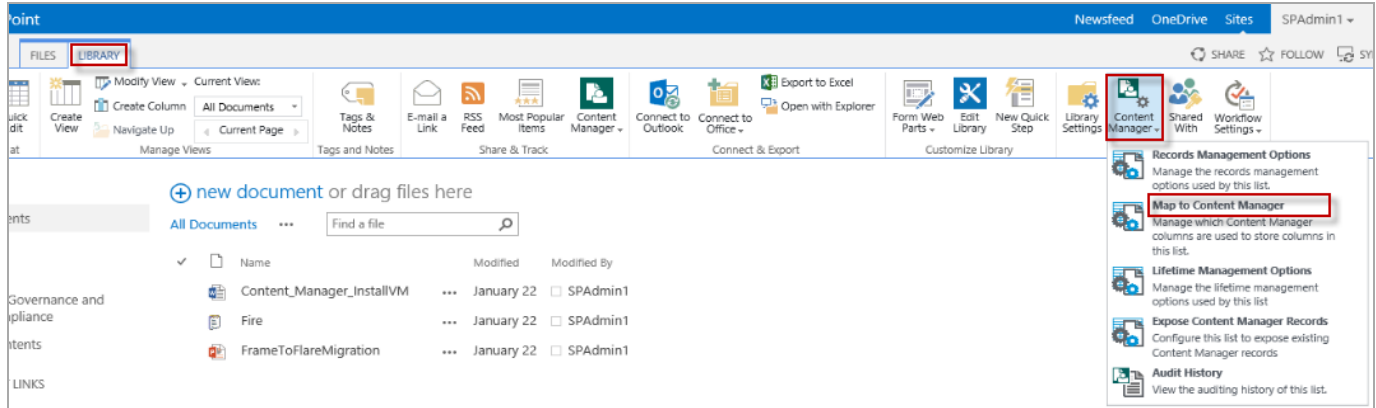 Point Newsfeed OneDrive Sites SPAdmin1
FILES LIBRARY SHARE FOLLOW SY
Modify View Current View: Export to Excel
Create Column All Documents Open with Explorer
uick Create Navigate Up Current Page Tags & E-mail a RSS Most Popular Content Connect to Connect to Form Web Edit New Quick Library Content Shared Workflow
dit View Notes Link Feed Items Manager Outlook Office Parts Library Step Settings Manager With Settings
at Manage Views Tags and Notes Share & Track Connect & Export Customize Library
Records Management Options
Manage the records management
options used by this list.
Map to Content Manager
Manage which Content Manager
columns are used to store columns in
this list.
Lifetime Management Options
Manage the lifetime management
options used by this list
Expose Content Manager Records
Configure this list to expose existing
Content Manager records
Audit History
View the auditing history of this list.
new document or drag files here
All Documents ••• Find a file
Name Modified Modified By
Content_Manager_InstallVM ••• January 22 SPAdmin1
Fire ••• January 22 SPAdmin1
FrameToFlareMigration ••• January 22 SPAdmin1
ents
Governance and
pliance
ntents
LINKS